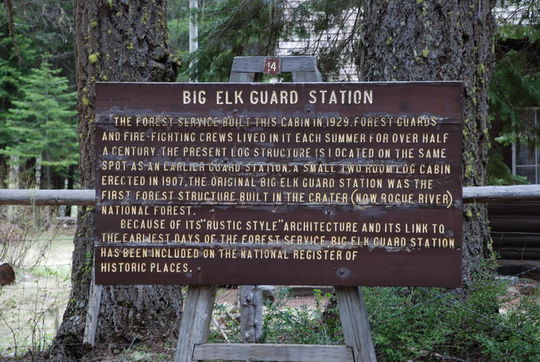 14
BIG ELK GUARD STATION
THE FOREST SERVICE BUILT THIS CABIN IN 1929. FOREST GUARDS
AND FIRE-FIGHTING CREWS LIVED IN IT EACH SUMMER FOR OVER HALF
A CENTURY. THE PRESENT LOG STRUCTURE IS LOCATED ON THE SAME
SPOT AS AN EARLIER GUARD STATION, A SMALL TWO ROOM LOG CABIN
ERECTED IN 1907. THE ORIGINAL BIG ELK GUARD STATION WAS THE
FIRST FOREST STRUCTURE BUILT IN THE CRATER (NOW ROGUE RIVER)
NATIONAL FOREST.
BECAUSE OF ITS "RUSTIC STYLE" ARCHITECTURE AND ITS LINK TO
THE EARLIEST DAYS OF THE FOREST SERVICE, BIG ELK GUARD STATION
HAS BEEN INCLUDED ON THE NATIONAL REGISTER OF
HISTORIC PLACES.